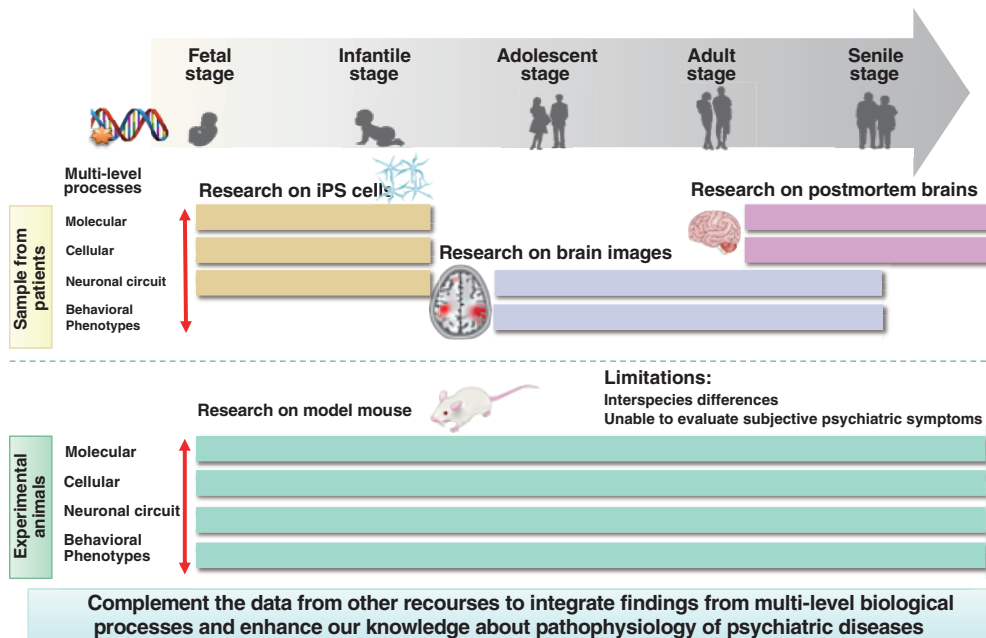 Fetal
stage
Infantile
stage
Adolescent
stage
Adult
stage
Senile
stage
Multi-level
processes
Research on iPS cells
Research on postmortem brains
Sample from
patients
Molecular
Cellular
Research on brain images
Neuronal circuit
Behavioral
Phenotypes
Limitations:
Interspecies differences
Unable to evaluate subjective psychiatric symptoms
Research on model mouse
Experimental
animals
Molecular
Cellular
Neuronal circuit
Behavioral
Phenotypes
Complement the data from other recourses to integrate findings from multi-level biological
processes and enhance our knowledge about pathophysiology of psychiatric diseases